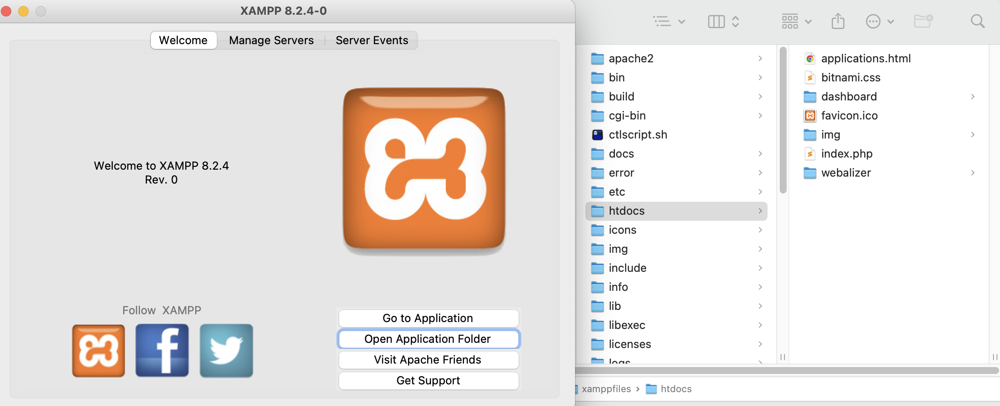 XAMPP 8.2.4-0
Welcome
Manage Servers
Server Events
Welcome to XAMPP 8.2.4
Rev. 0
Follow XAMPP
Go to Application
Open Application Folder
Visit Apache Friends
Get Support
apache2
bin
build
cgi-bin
ctlscript.sh
docs
error
etc
htdocs
icons
img
include
info
lib
libexec
licenses
logs
applications.html
bitnami.css
dashboard
favicon.ico
img
index.php
webalizer
xamppfiles › htdocs